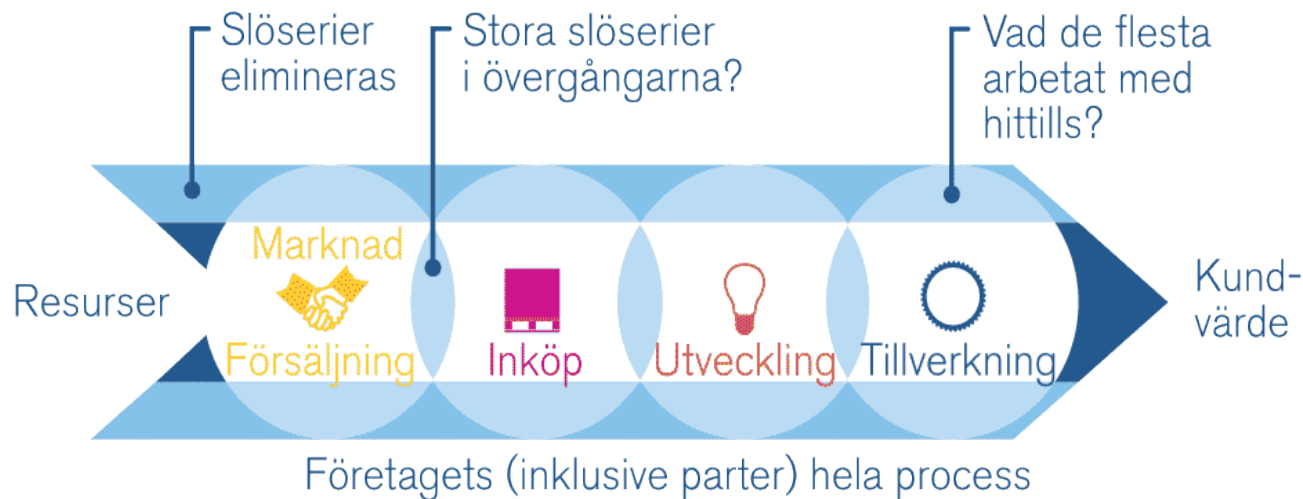 Slöserier
elimineras
Stora slöserier
i övergångarna?
Vad de flesta
arbetat med
hittills?
Resurser
Marknad
Försäljning
Inköp
Utveckling
Tillverkning
Kund-
värde
Företagets (inklusive parter) hela process